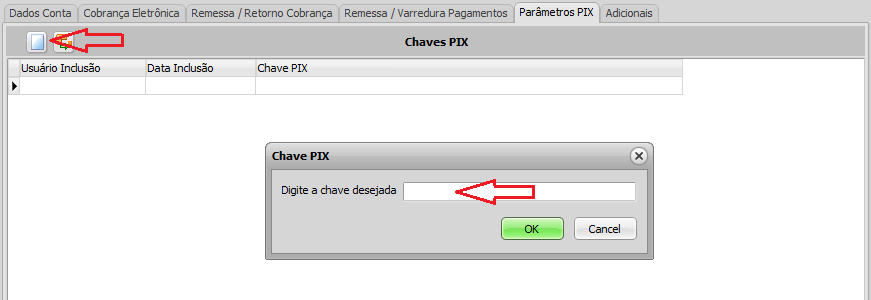 Dados Conta Cobrança Eletrônica Remessa / Retorno Cobrança Remessa / Varredura Pagamentos Parâmetros PIX Adicionais
Chaves PIX
Usuário Inclusão Data Inclusão Chave PIX
Chave PIX
Digite a chave desejada
OK Cancel